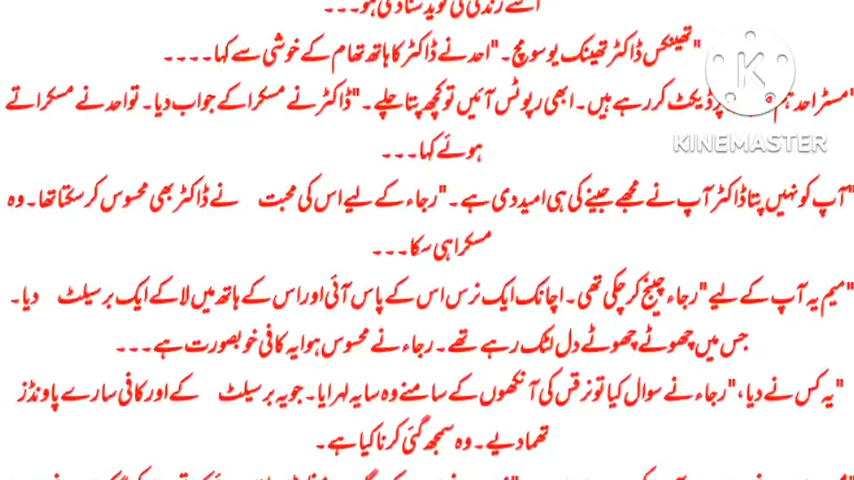 اسے زندگی کی نوید سنا دی ہو۔۔۔
"تھینکس ڈاکٹر تھینک یو سو مچ۔" احد نے ڈاکٹر کا ہاتھ تھام کے خوشی سے کہا۔۔۔۔
"مسٹر احد ہم پریڈیکٹ کر رہے ہیں۔ ابھی رپوٹس آئیں تو کچھ پتا چلے۔" ڈاکٹر نے مسکرا کے جواب دیا۔ تو احد نے مسکراتے
ہوئے کہا۔۔۔
"آپ کو نہیں پتا ڈاکٹر آپ نے مجھے جینے کی ہی امید دی ہے۔" رجاء کے لیے اس کی محبت نے ڈاکٹر بھی محسوس کر سکتا تھا۔ وہ
مسکرا ہی سکا۔۔۔
"میم یہ آپ کے لیے" رجاء چینج کر چکی تھی۔ اچانک ایک نرس اس کے پاس آئی اور اس کے ہاتھ میں لا کے ایک برسیلٹ دیا۔
جس میں چھوٹے چھوٹے دل لٹک رہے تھے۔ رجاء نے محسوس ہوا یہ کافی خوبصورت ہے۔۔۔
"یہ کس نے دیا،" رجاء نے سوال کیا تو نرقس کی آنکھوں کے سامنے وہ سایہ لہرایا۔ جو یہ برسیلٹ کے اور کافی سارے پاونڈز
تھما دیے۔ وہ سمجھ گئی کرنا کیا ہے۔
KINEMASTER